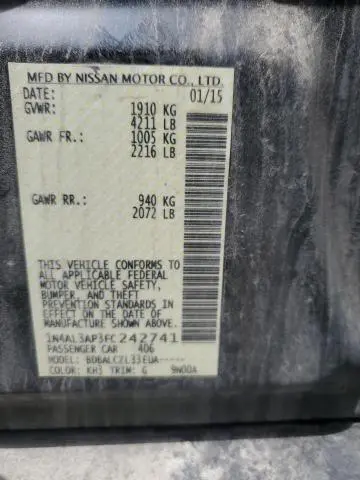 MFD BY NISSAN MOTOR CO., LTD.
DATE: 01/15
GVWR: 1910 KG
4211 LB
GAWR FR.: 1005 KG
2216 LB
GAWR RR.: 940 KG
2072 LB
THIS VEHICLE CONFORMS TO
ALL APPLICABLE FEDERAL
MOTOR VEHICLE SAFETY,
BUMPER, AND THEFT
PREVENTION STANDARDS IN
EFFECT ON THE DATE OF
MANUFACTURE SHOWN ABOVE.
1N4AL3AP3FC242741
PASSENGER CAR 406
MODEL: BDBALCZL33EUA-----
COLOR: KH3 TRIM: G 9N00A